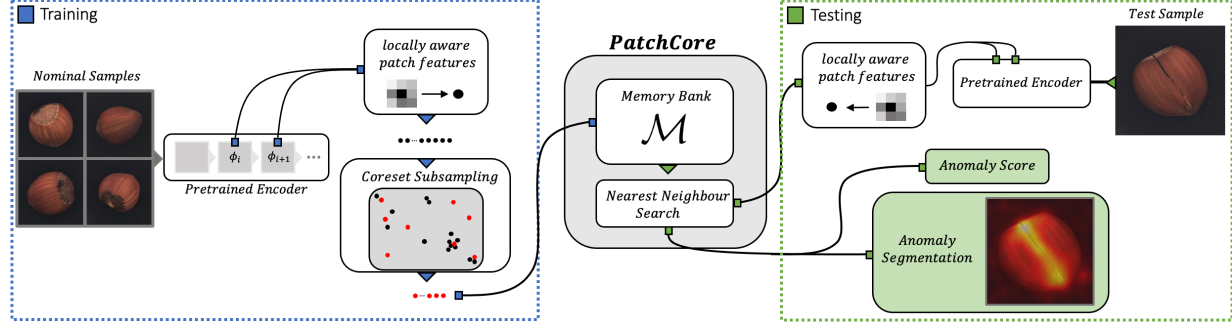 Training
Nominal Samples
ϕᵢ
ϕᵢ₊₁
Pretrained Encoder
locally aware
patch features
Coreset Subsampling
PatchCore
Memory Bank
ℳ
Nearest Neighbour
Search
Testing
locally aware
patch features
Pretrained Encoder
Test Sample
Anomaly Score
Anomaly
Segmentation